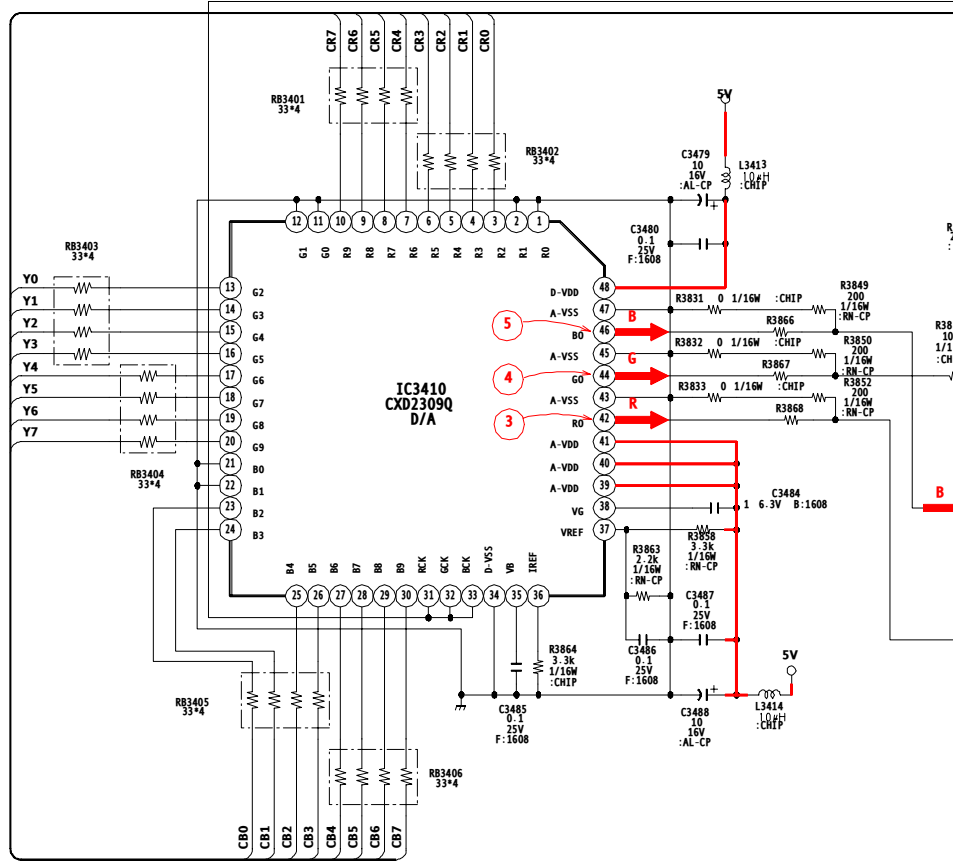 CR7 CR6 CR5 CR4 CR3 CR2 CR1 CR0
RB3401
33*4
RB3402
33*4
5V
C3479
10
16V
:AL-CP
L3413
10μH
:CHIP
12 11 10 9 8 7 6 5 4 3 2 1
G1 G0 R9 R8 R7 R6 R5 R4 R3 R2 R1 R0
C3480
0.1
25V
F:1608
RB3403
33*4
Y0
Y1
Y2
Y3
Y4
Y5
Y6
Y7
RB3404
33*4
13 G2
14 G3
15 G4
16 G5
17 G6
18 G7
19 G8
20 G9
21 B0
22 B1
23 B2
24 B3
IC3410
CXD2309Q
D/A
5
4
3
D-VDD 48
A-VSS 47
BO 46
A-VSS 45
GO 44
A-VSS 43
RO 42
A-VDD 41
A-VDD 40
A-VDD 39
VG 38
VREF 37
B
G
R
R3831 0 1/16W :CHIP
R3866
R3832 0 1/16W :CHIP
R3867
R3833 0 1/16W :CHIP
R3868
R3849
200
1/16W
:RN-CP
R3850
200
1/16W
:RN-CP
R3852
200
1/16W
:RN-CP
B
C3484
1 6.3V B:1608
R3858
3.3k
1/16W
:RN-CP
R3863
2.2k
1/16W
:RN-CP
C3487
0.1
25V
F:1608
C3486
0.1
25V
F:1608
B4 B5 B6 B7 B8 B9 RCK GCK BCK D-VSS VB IREF
25 26 27 28 29 30 31 32 33 34 35 36
R3864
3.3k
1/16W
:CHIP
C3485
0.1
25V
F:1608
5V
L3414
10μH
:CHIP
C3488
10
16V
:AL-CP
RB3405
33*4
RB3406
33*4
CB0 CB1 CB2 CB3 CB4 CB5 CB6 CB7